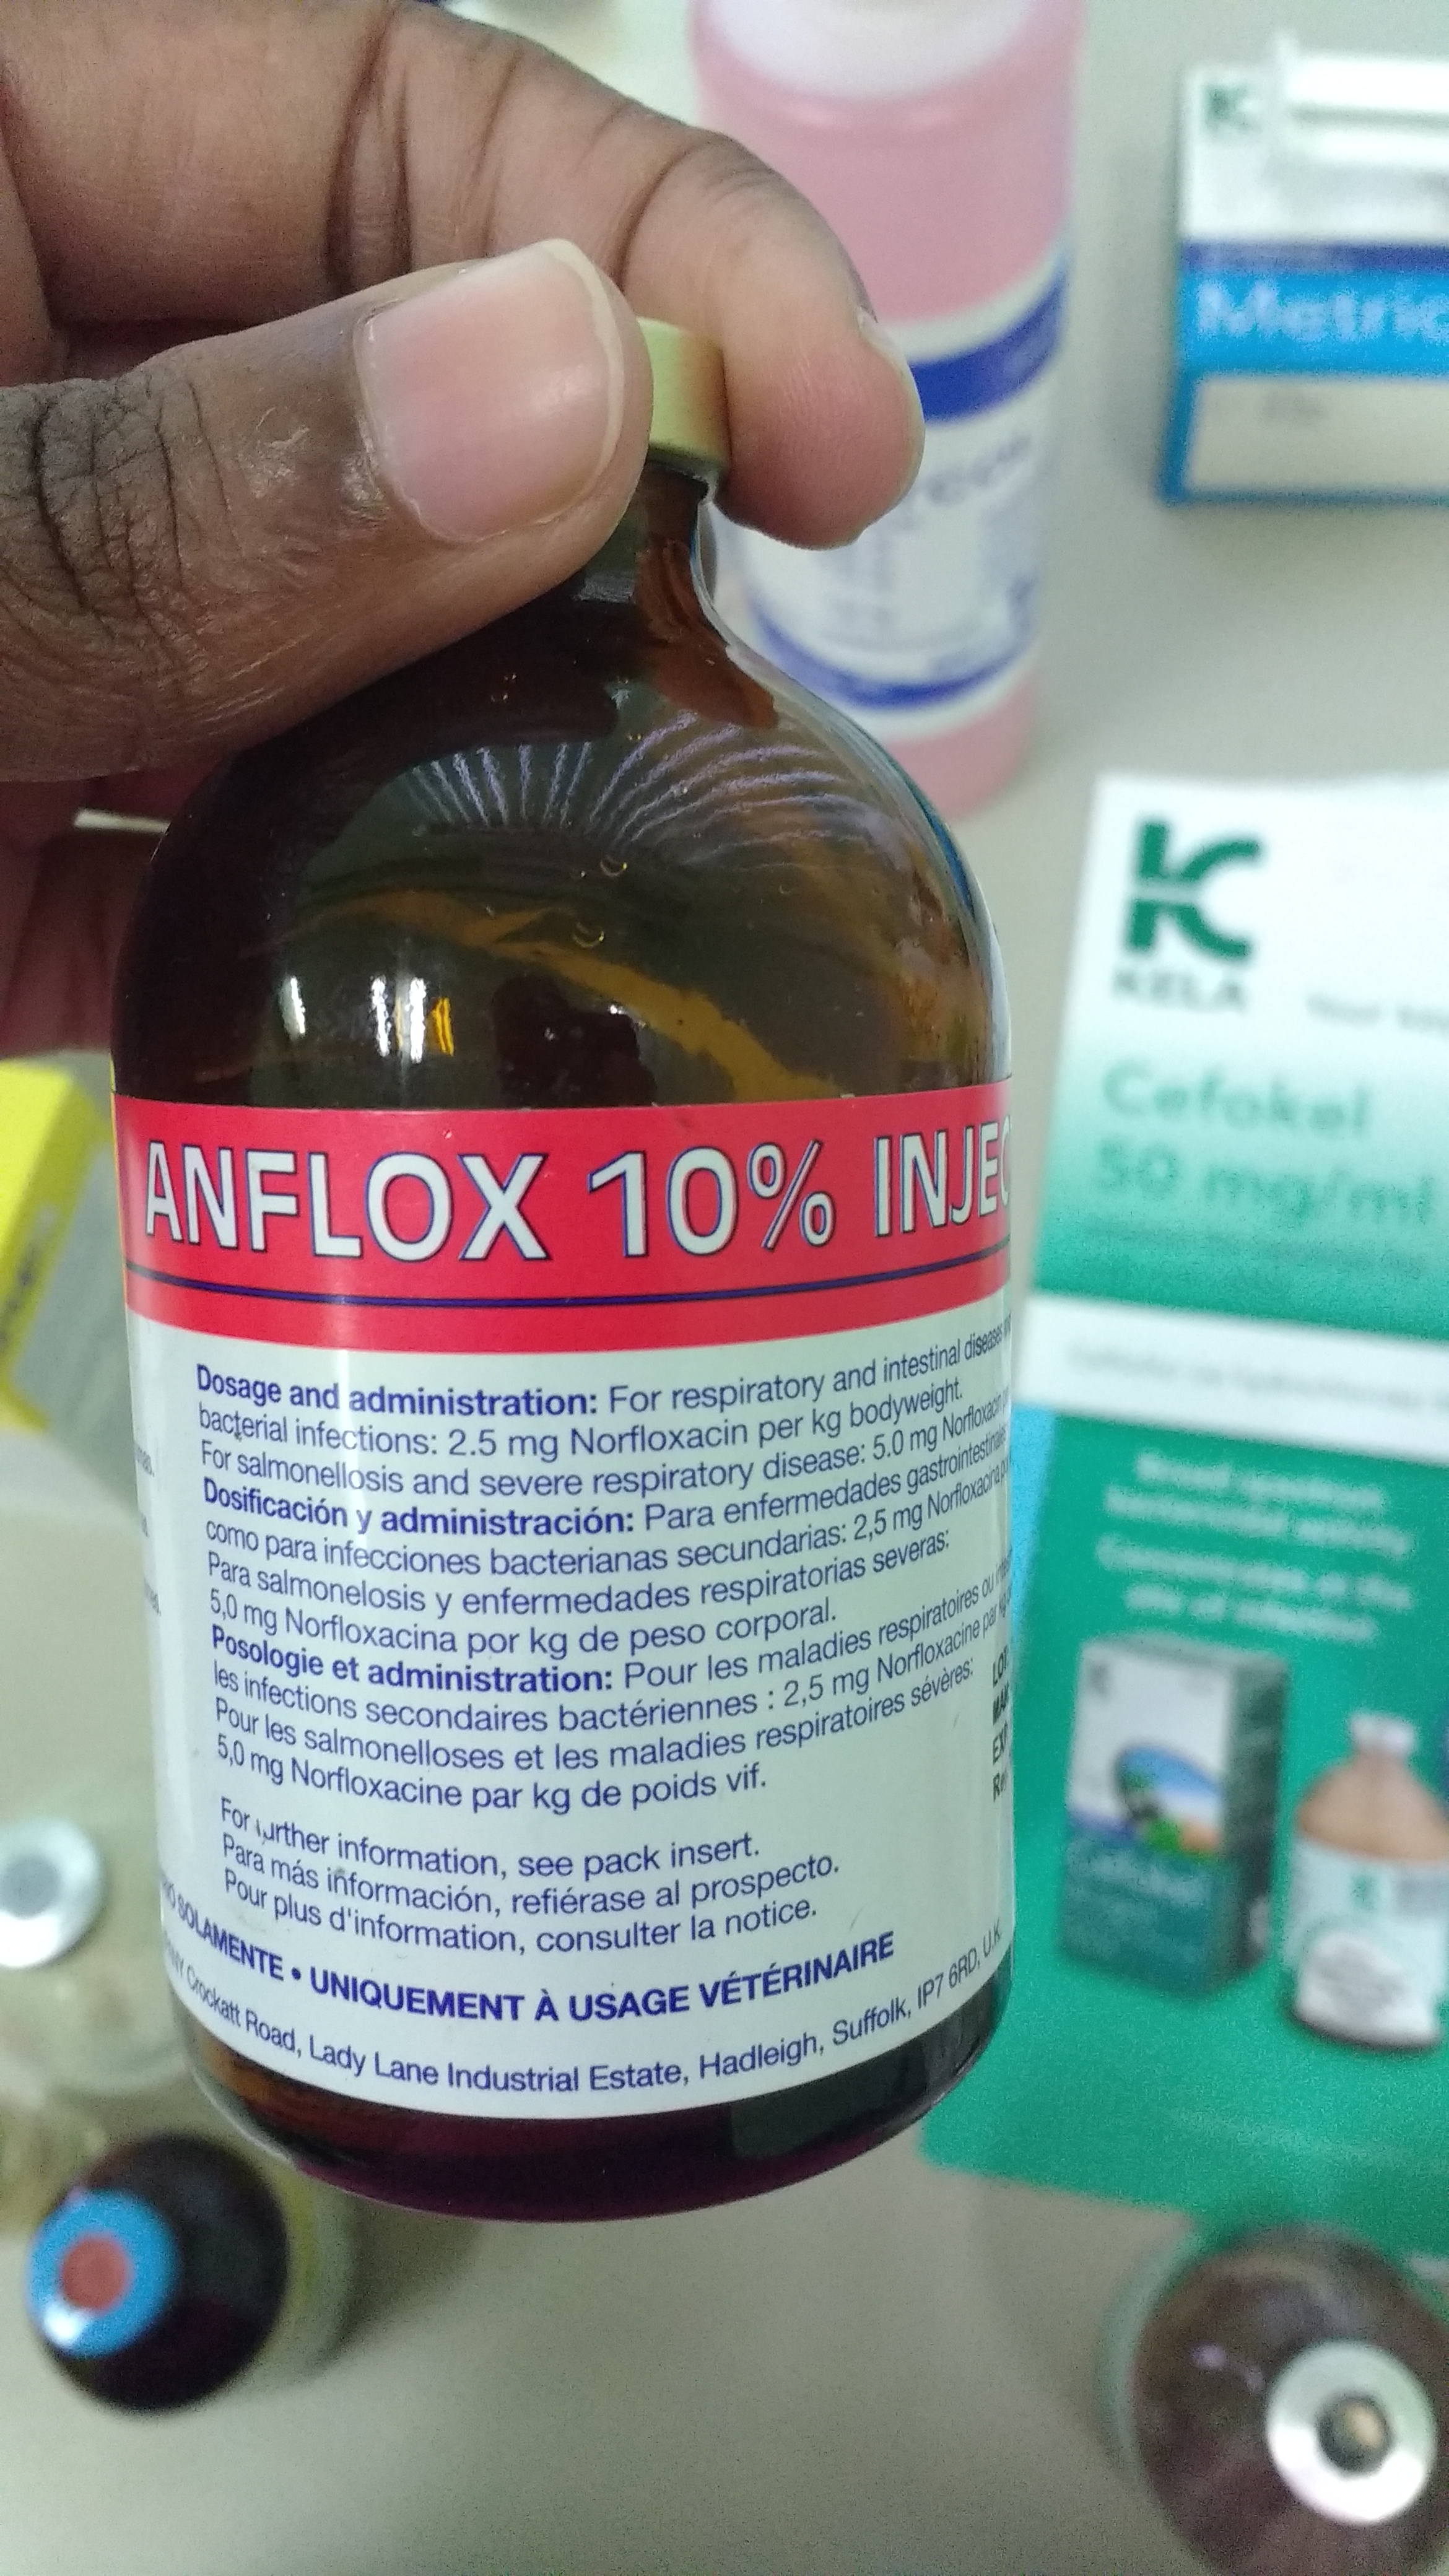 Metric
KELA
Cefokel
50 mg/ml
ANFLOX 10% INJEC
Dosage and administration: For respiratory and intestinal diseases
bacterial infections: 2.5 mg Norfloxacin per kg bodyweight.
For salmonellosis and severe respiratory disease: 5.0 mg Norfloxacin
Dosificación y administración: Para enfermedades gastrointestinales
como para infecciones bacterianas secundarias: 2,5 mg Norfloxacina
Para salmonelosis y enfermedades respiratorias severas:
5,0 mg Norfloxacina por kg de peso corporal.
Posologie et administration: Pour les maladies respiratoires ou
les infections secondaires bactériennes : 2,5 mg Norfloxacine par kg
Pour les salmonelloses et les maladies respiratoires sévères:
5,0 mg Norfloxacine par kg de poids vif.
For further information, see pack insert.
Para más información, refiérase al prospecto.
Pour plus d'information, consulter la notice.
SOLAMENTE • UNIQUEMENT À USAGE VÉTÉRINAIRE
Crockatt Road, Lady Lane Industrial Estate, Hadleigh, Suffolk, IP7 6RD, U.K.